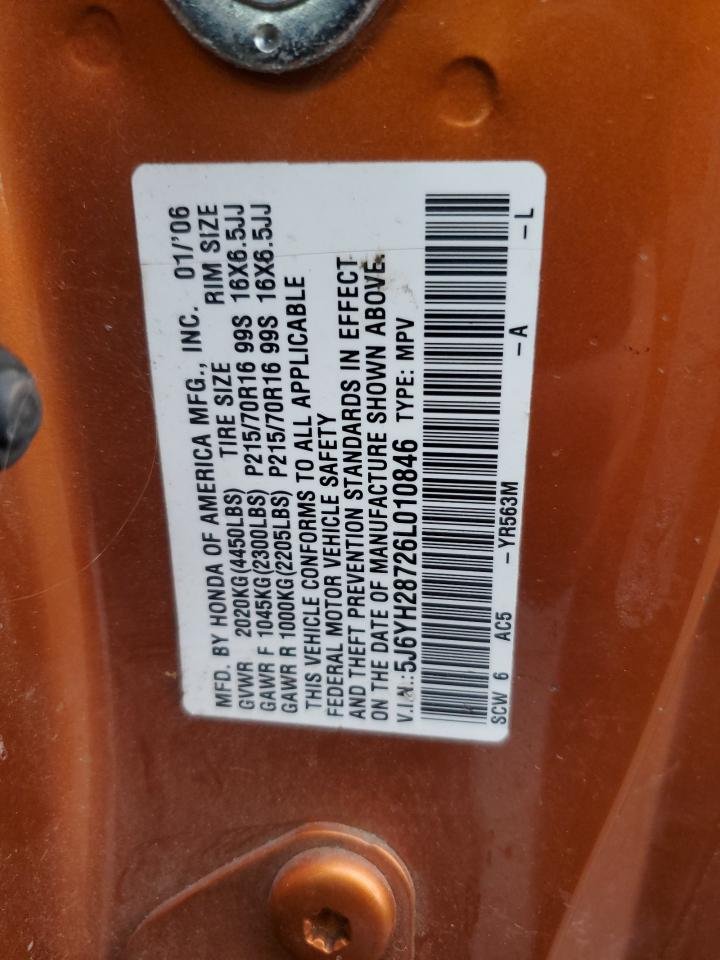 MFD. BY HONDA OF AMERICA MFG., INC. 01/'06
GVWR 2020KG(4450LBS) TIRE SIZE RIM SIZE
GAWR F 1045KG(2300LBS) P215/70R16 99S 16X6.5JJ
GAWR R 1000KG(2205LBS) P215/70R16 99S 16X6.5JJ
THIS VEHICLE CONFORMS TO ALL APPLICABLE
FEDERAL MOTOR VEHICLE SAFETY
AND THEFT PREVENTION STANDARDS IN EFFECT
ON THE DATE OF MANUFACTURE SHOWN ABOVE.
V.I.N.:5J6YH28726L010846 TYPE: MPV
SCW 6 AC5 – YR563M – A – L